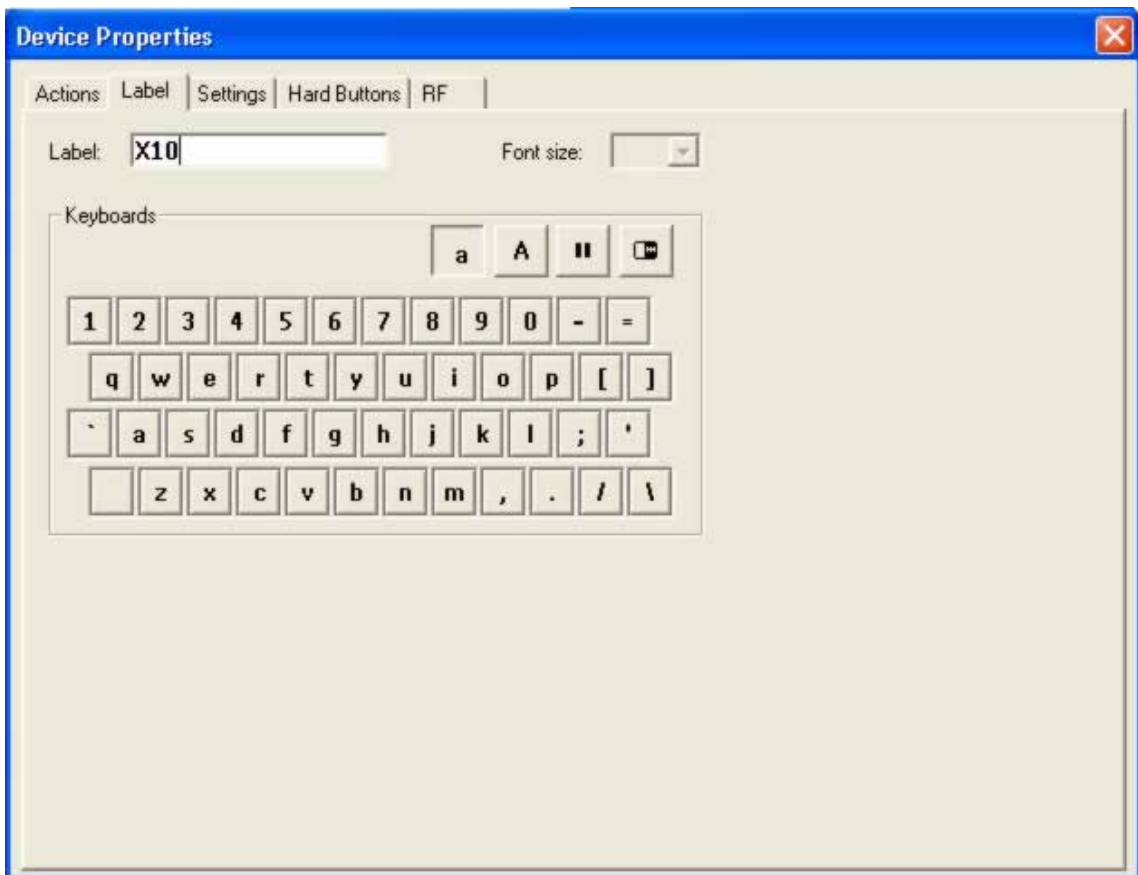 Device Properties
Actions Label Settings Hard Buttons RF
Label: X10 Font size:
Keyboards
a A
1 2 3 4 5 6 7 8 9 0 - =
q w e r t y u i o p [ ]
` a s d f g h j k l ; '
z x c v b n m , . / \